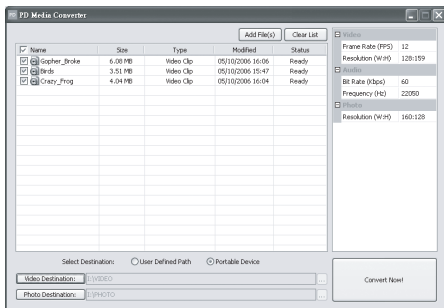 PD Media Converter
Add File(s) Clear List
Name Size Type Modified Status
Gopher_Broke 6.08 MB Video Clip 05/10/2006 16:06 Ready
Birds 3.51 MB Video Clip 05/10/2006 15:47 Ready
Crazy_Frog 4.04 MB Video Clip 05/10/2006 16:04 Ready
Video
Frame Rate (FPS) 12
Resolution (W:H) 128:159
Audio
Bit Rate (Kbps) 60
Frequency (Hz) 22050
Photo
Resolution (W:H) 160:128
Select Destination: User Defined Path Portable Device
Video Destination: I:\VIDEO ...
Photo Destination: I:\PHOTO ...
Convert Now!